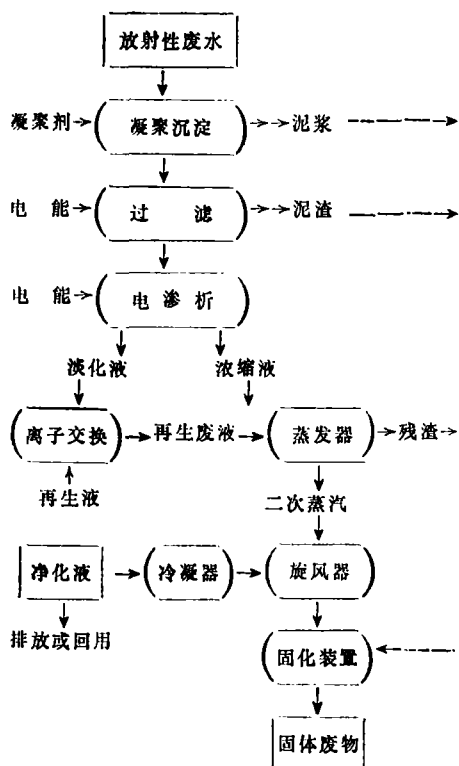 放射性废水
凝聚剂 凝聚沉淀 泥浆
电能 过滤 泥渣
电能 电渗析
淡化液 浓缩液
离子交换 再生废液 蒸发器 残渣
再生液 二次蒸汽
净化液 冷凝器 旋风器
排放或回用
固化装置
固体废物